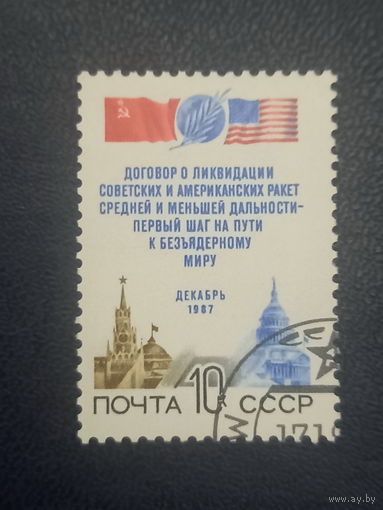 ДОГОВОР О ЛИКВИДАЦИИ
СОВЕТСКИХ И АМЕРИКАНСКИХ РАКЕТ
СРЕДНЕЙ И МЕНЬШЕЙ ДАЛЬНОСТИ-
ПЕРВЫЙ ШАГ НА ПУТИ
К БЕЗЪЯДЕРНОМУ
МИРУ
ДЕКАБРЬ
1987
ПОЧТА 10к СССР
М
1719
ay.by